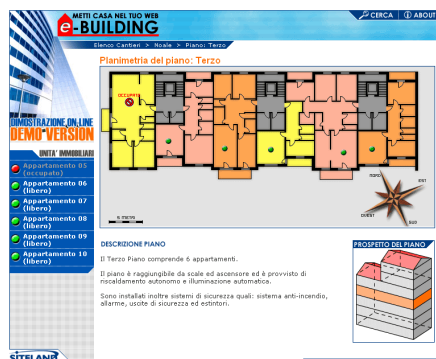 METTI CASA NEL TUO WEB
e-BUILDING
CERCA
ABOUT
Elenco Cantieri > Noale > Piano: Terzo
Planimetria del piano: Terzo
OCCUPATO
DIMOSTRAZIONE ON-LINE
DEMO-VERSION
UNITA' IMMOBILIARI
Appartamento 05
(occupato)
Appartamento 06
(libero)
Appartamento 07
(libero)
Appartamento 08
(libero)
Appartamento 09
(libero)
Appartamento 10
(libero)
NORD
EST
OVEST
SUD
5 METRI
DESCRIZIONE PIANO
Il Terzo Piano comprende 6 appartamenti.
Il piano è raggiungibile da scale ed ascensore ed è provvisto di
riscaldamento autonomo e illuminazione automatica.
Sono installati inoltre sistemi di sicurezza quali: sistema anti-incendio,
allarme, uscite di sicurezza ed estintori.
PROSPETTO DEL PIANO
SITELAND